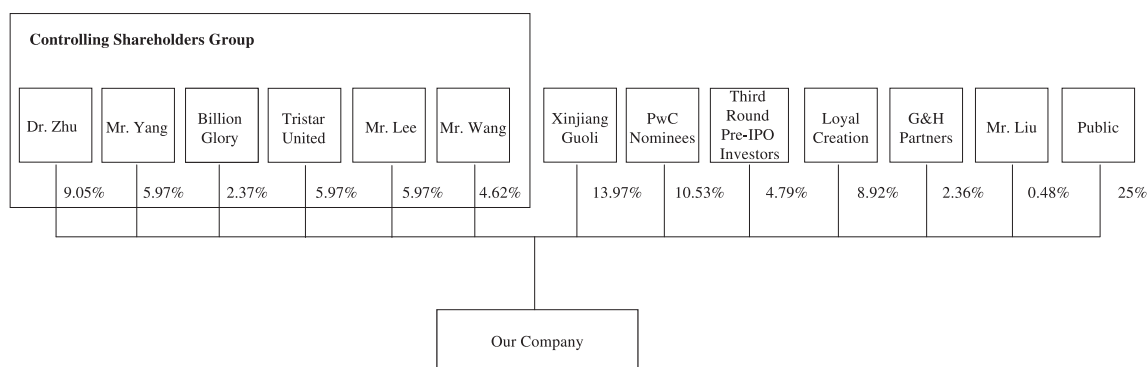 Controlling Shareholders Group
Dr. Zhu
Mr. Yang
Billion
Glory
Tristar
United
Mr. Lee
Mr. Wang
Xinjiang
Guoli
PwC
Nominees
Third
Round
Pre-IPO
Investors
Loyal
Creation
G&H
Partners
Mr. Liu
Public
9.05%
5.97%
2.37%
5.97%
5.97%
4.62%
13.97%
10.53%
4.79%
8.92%
2.36%
0.48%
25%
Our Company